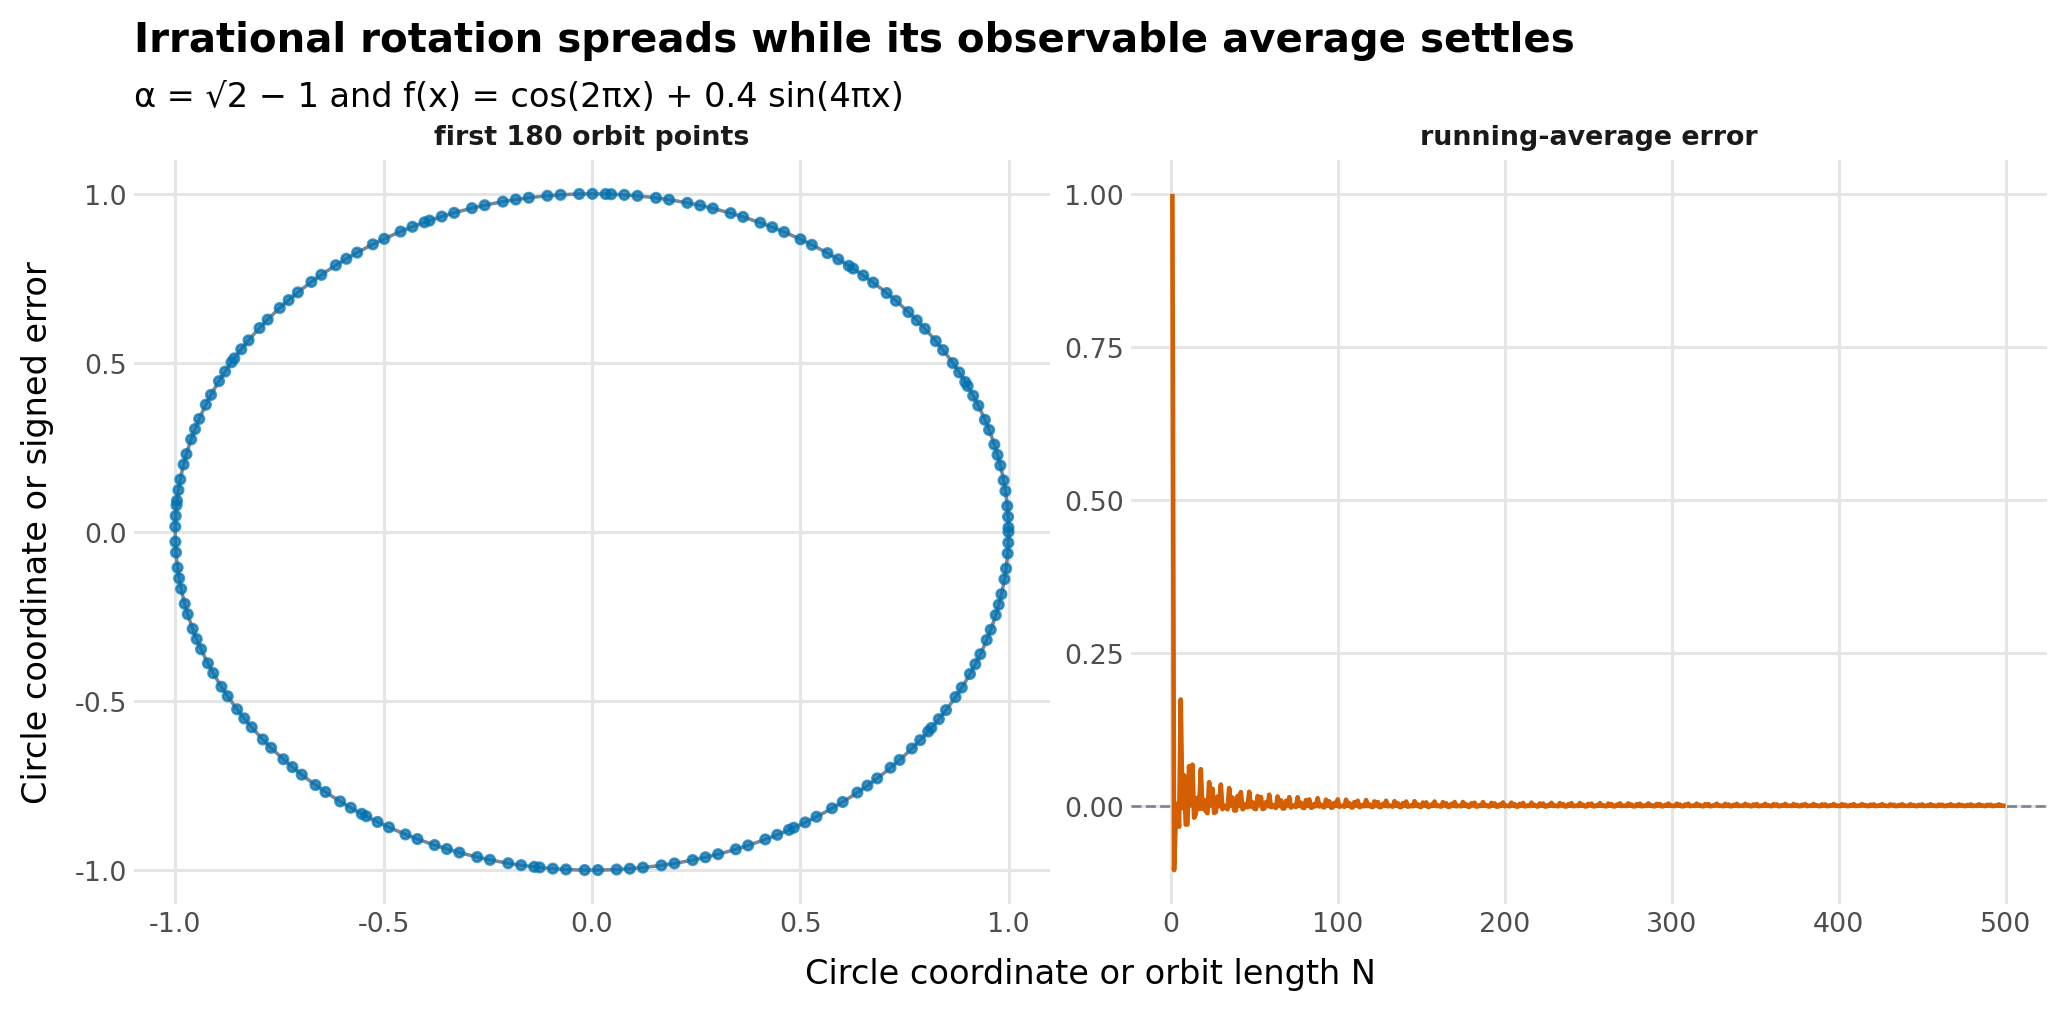 Irrational rotation spreads while its observable average settles
α = √2 − 1 and f(x) = cos(2πx) + 0.4 sin(4πx)
first 180 orbit points
running-average error
Circle coordinate or signed error
1.0
0.5
0.0
-0.5
-1.0
-1.0 -0.5 0.0 0.5 1.0
1.00
0.75
0.50
0.25
0.00
0 100 200 300 400 500
Circle coordinate or orbit length N